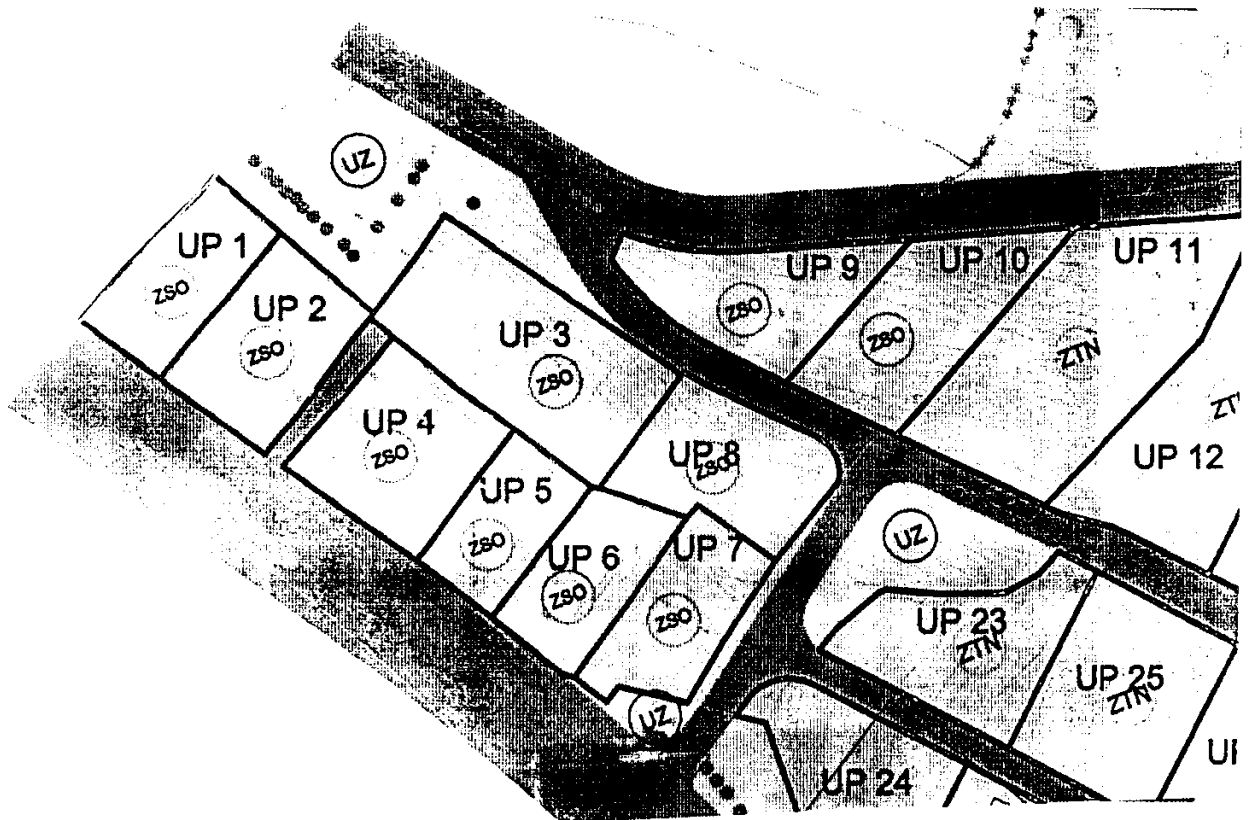 UZ
UP 1
ZSO
UP 2
ZSO
UP 3
ZSO
UP 9
ZSO
UP 10
ZSO
UP 11
ZTN
UP 12
UP 4
ZSO
UP 5
ZSO
UP 8
ZSO
UP 6
ZSO
UP 7
ZSO
UZ
UP 23
ZTN
UP 25
ZTN
UZ
UP 24